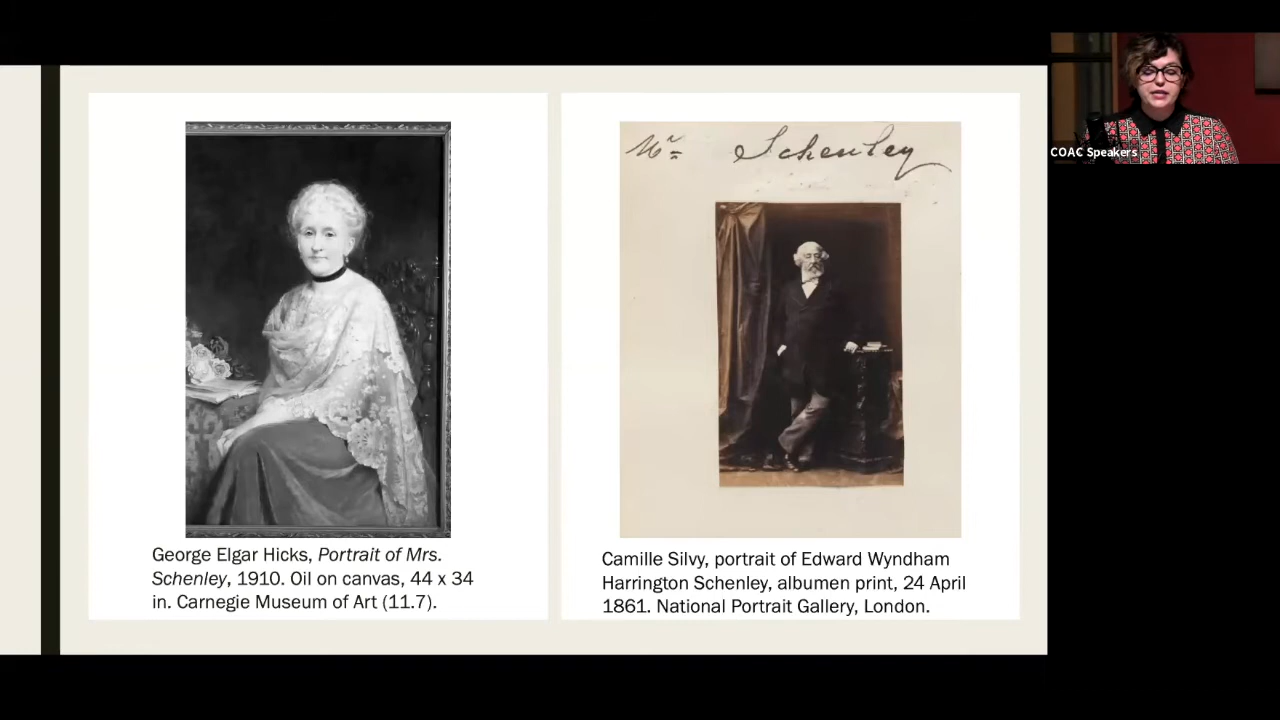 Mr Schenley
George Elgar Hicks, Portrait of Mrs.
Schenley, 1910. Oil on canvas, 44 x 34
in. Carnegie Museum of Art (11.7).
Camille Silvy, portrait of Edward Wyndham
Harrington Schenley, albumen print, 24 April
1861. National Portrait Gallery, London.
COAC Speakers